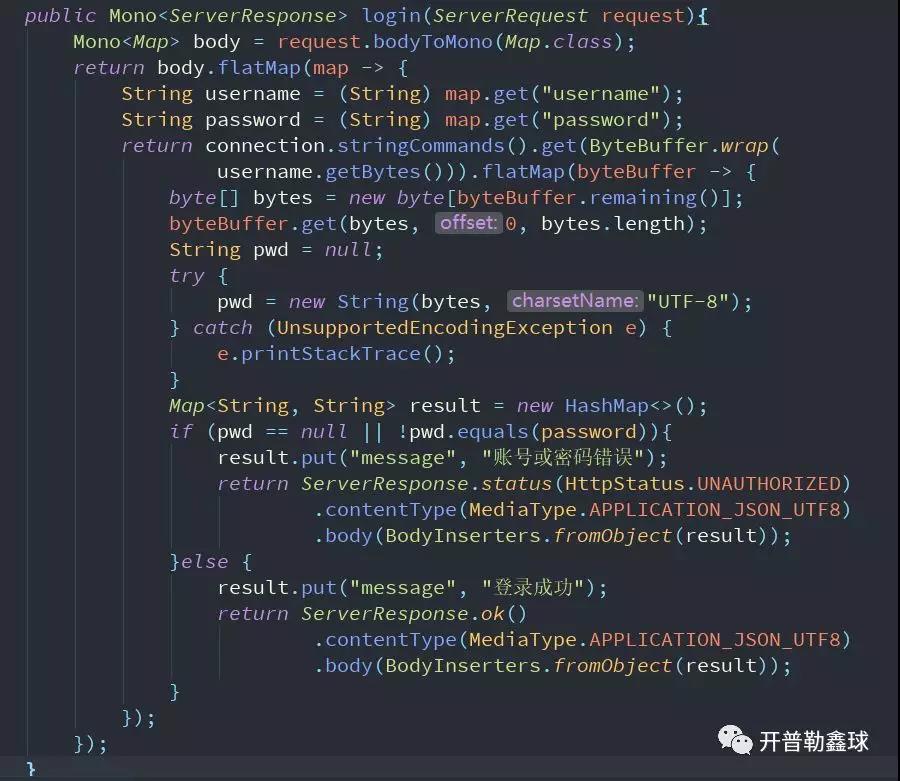 public Mono<ServerResponse> login(ServerRequest request){
    Mono<Map> body = request.bodyToMono(Map.class);
    return body.flatMap(map -> {
        String username = (String) map.get("username");
        String password = (String) map.get("password");
        return connection.stringCommands().get(ByteBuffer.wrap(
                username.getBytes())).flatMap(byteBuffer -> {
            byte[] bytes = new byte[byteBuffer.remaining()];
            byteBuffer.get(bytes, offset: 0, bytes.length);
            String pwd = null;
            try {
                pwd = new String(bytes, charsetName: "UTF-8");
            } catch (UnsupportedEncodingException e) {
                e.printStackTrace();
            }
            Map<String, String> result = new HashMap<>();
            if (pwd == null || !pwd.equals(password)){
                result.put("message", "账号或密码错误");
                return ServerResponse.status(HttpStatus.UNAUTHORIZED)
                        .contentType(MediaType.APPLICATION_JSON_UTF8)
                        .body(BodyInserters.fromObject(result));
            }else {
                result.put("message", "登录成功");
                return ServerResponse.ok()
                        .contentType(MediaType.APPLICATION_JSON_UTF8)
                        .body(BodyInserters.fromObject(result));
            }
        });
    });
}
开普勒鑫球